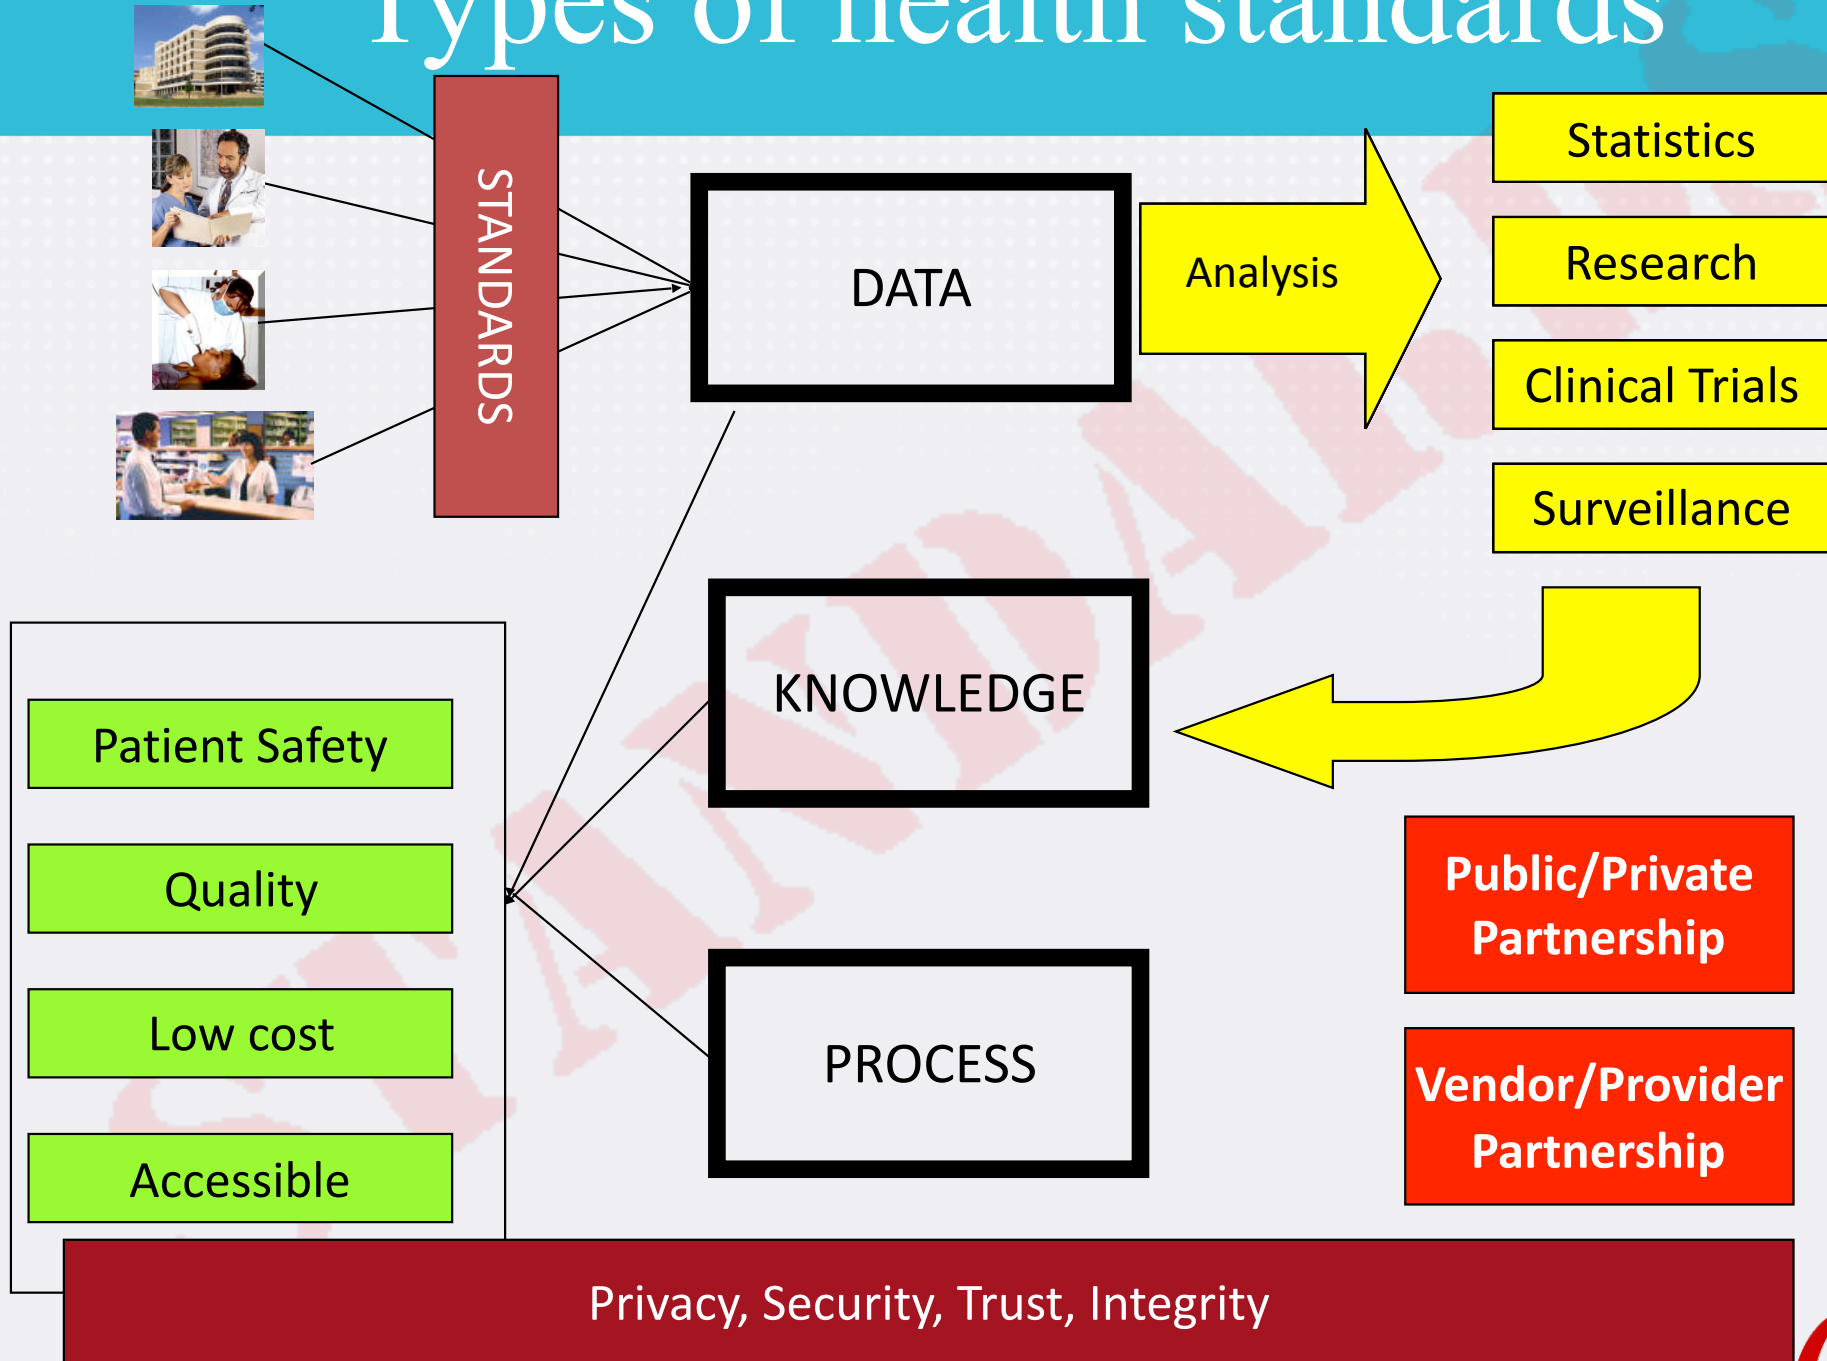 Types of health standards
STANDARDS
DATA
Analysis
Statistics
Research
Clinical Trials
Surveillance
KNOWLEDGE
PROCESS
Patient Safety
Quality
Low cost
Accessible
Public/Private
Partnership
Vendor/Provider
Partnership
Privacy, Security, Trust, Integrity